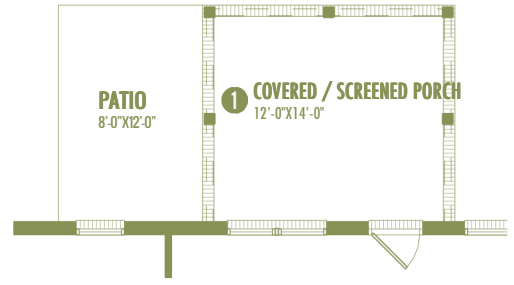 PATIO
8'-0"X12'-0"
1
COVERED / SCREENED PORCH
12'-0"X14'-0"